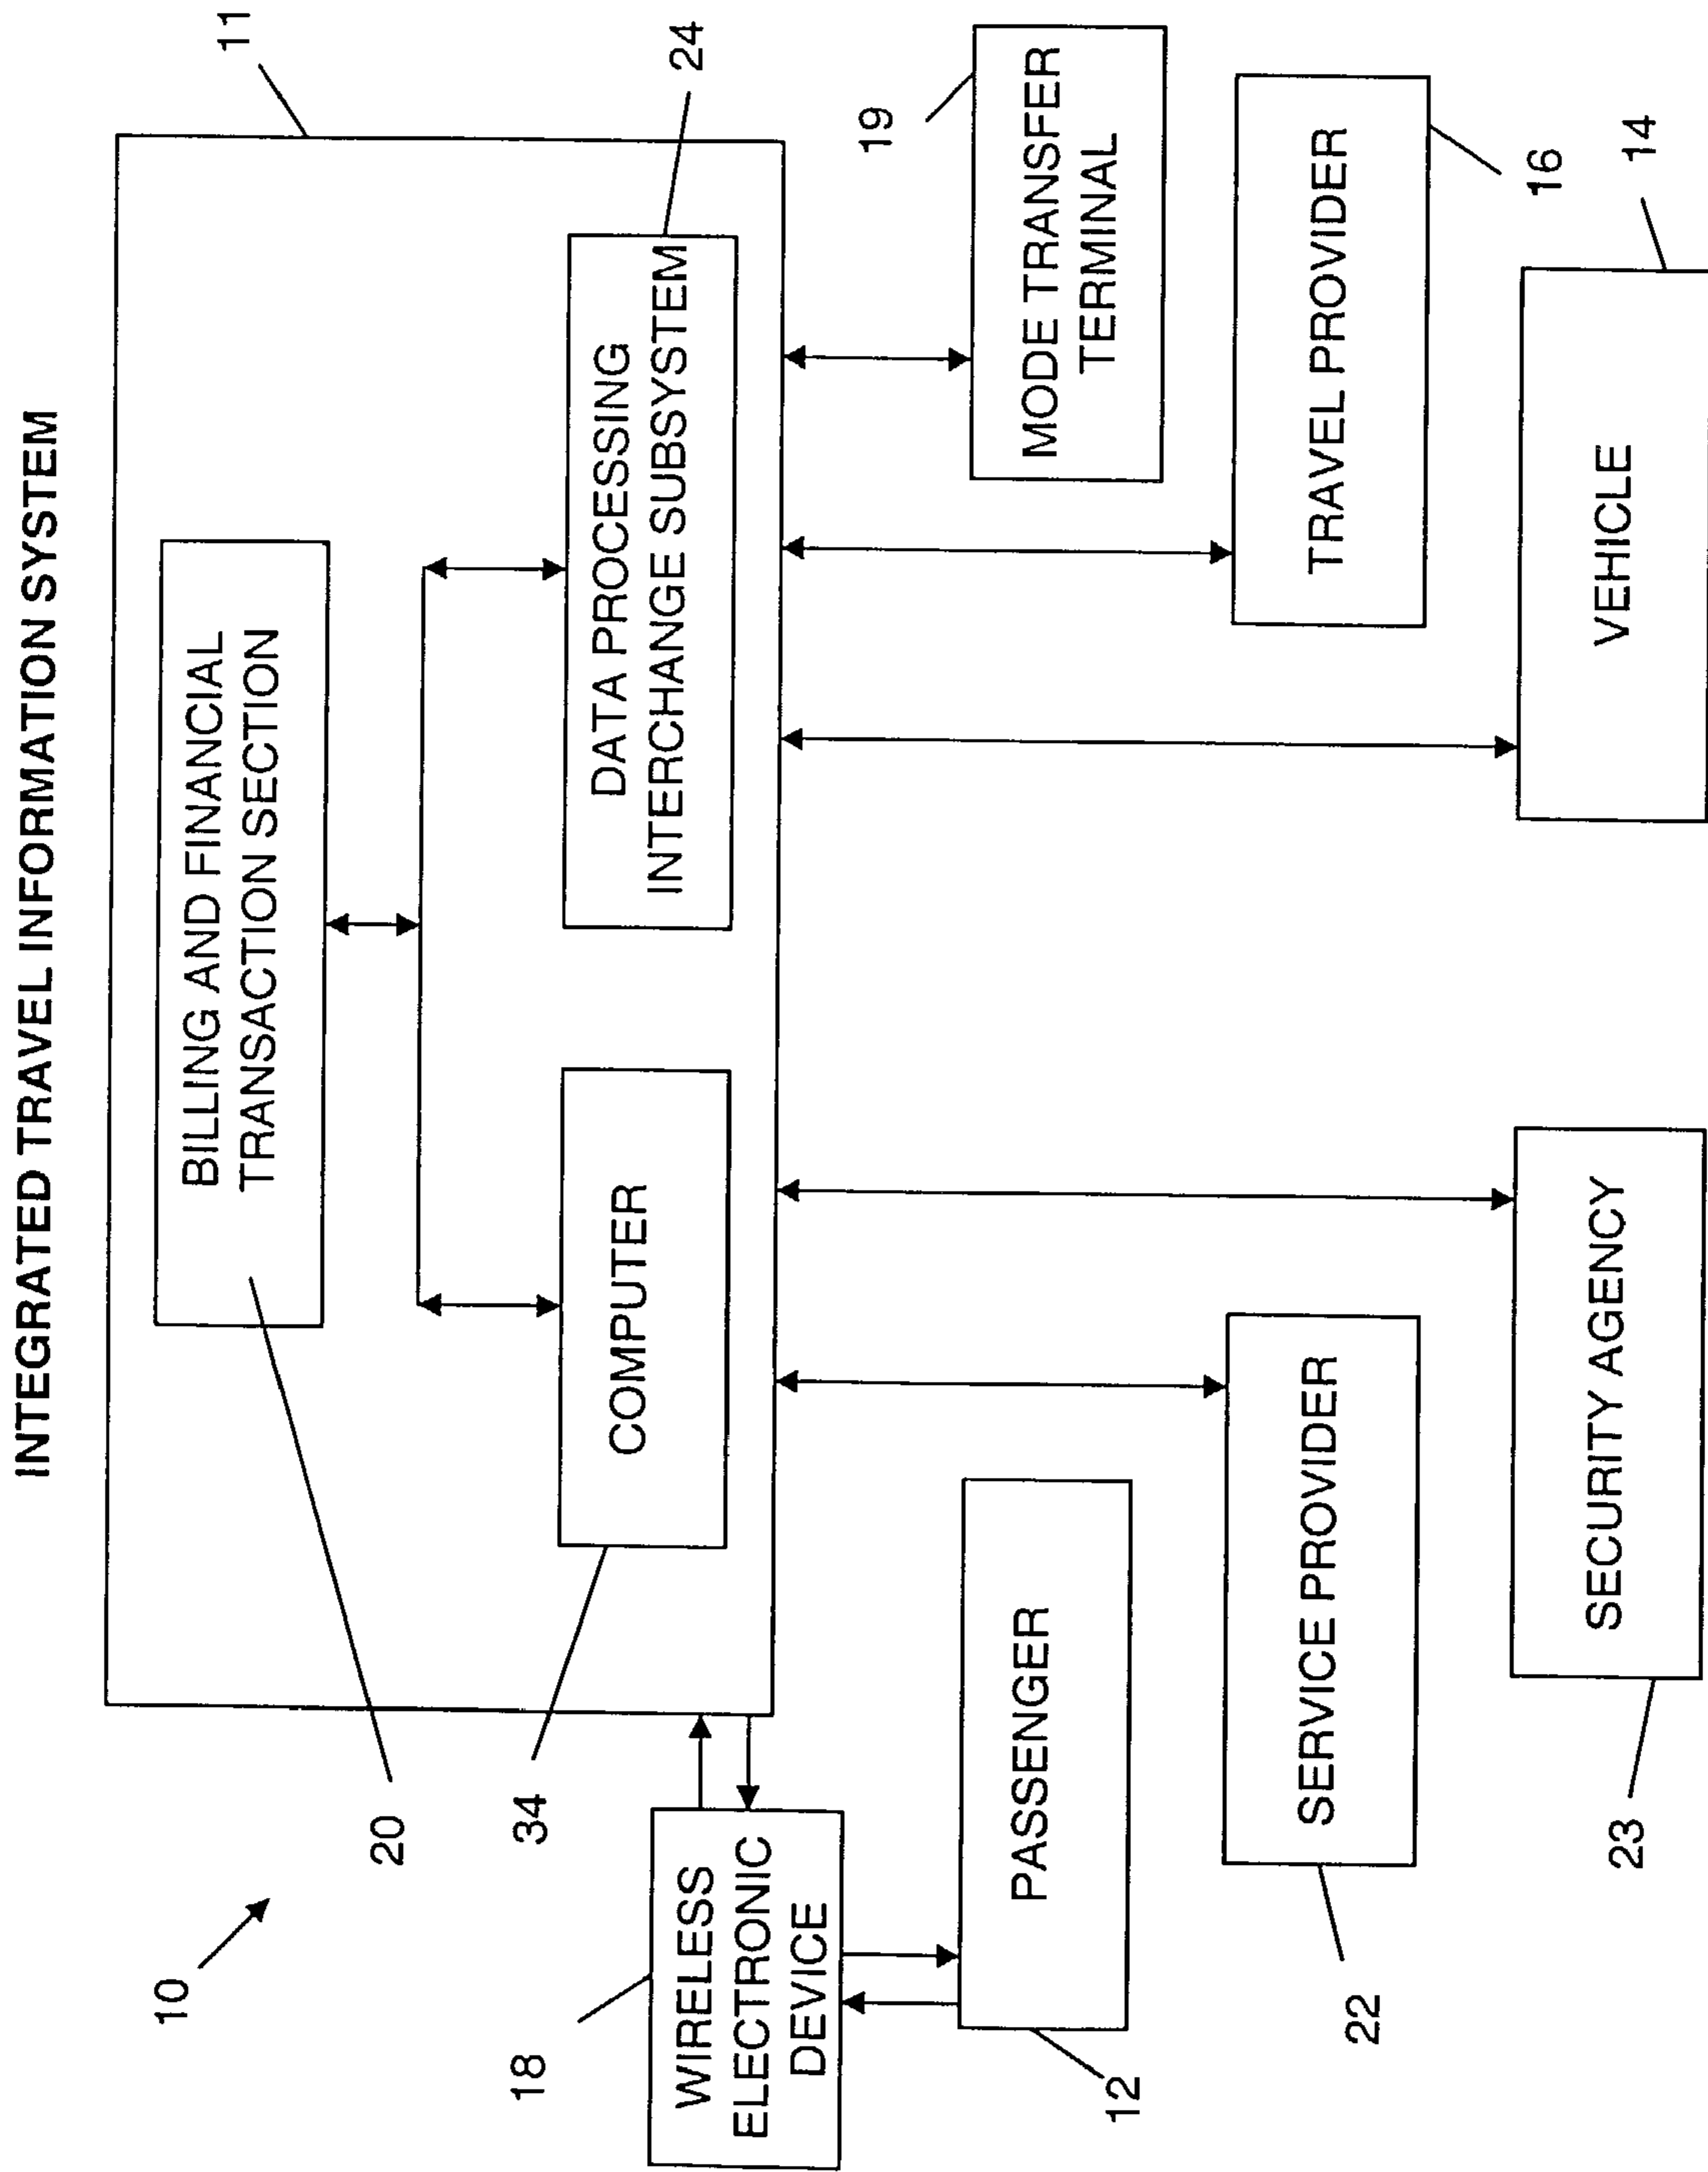 INTEGRATED TRAVEL INFORMATION SYSTEM
10
11
BILLING AND FINANCIAL
TRANSACTION SECTION
20
COMPUTER
34
DATA PROCESSING
INTERCHANGE SUBSYSTEM
24
WIRELESS
ELECTRONIC
DEVICE
18
PASSENGER
12
MODE TRANSFER
TERMINAL
19
SERVICE PROVIDER
22
TRAVEL PROVIDER
16
SECURITY AGENCY
23
VEHICLE
14